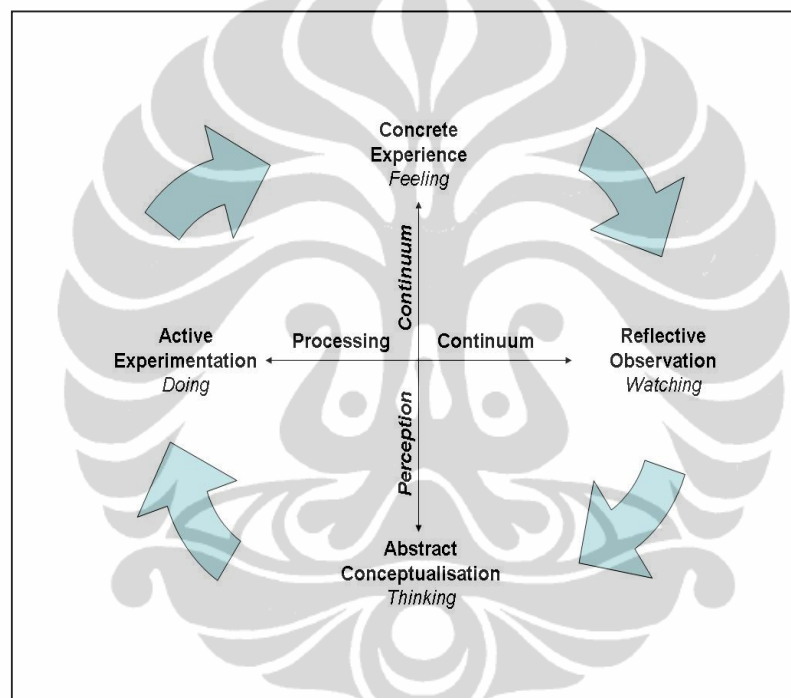 Concrete
Experience
Feeling
Continuum
Active
Experimentation
Doing
Processing
Continuum
Reflective
Observation
Watching
Perception
Abstract
Conceptualisation
Thinking